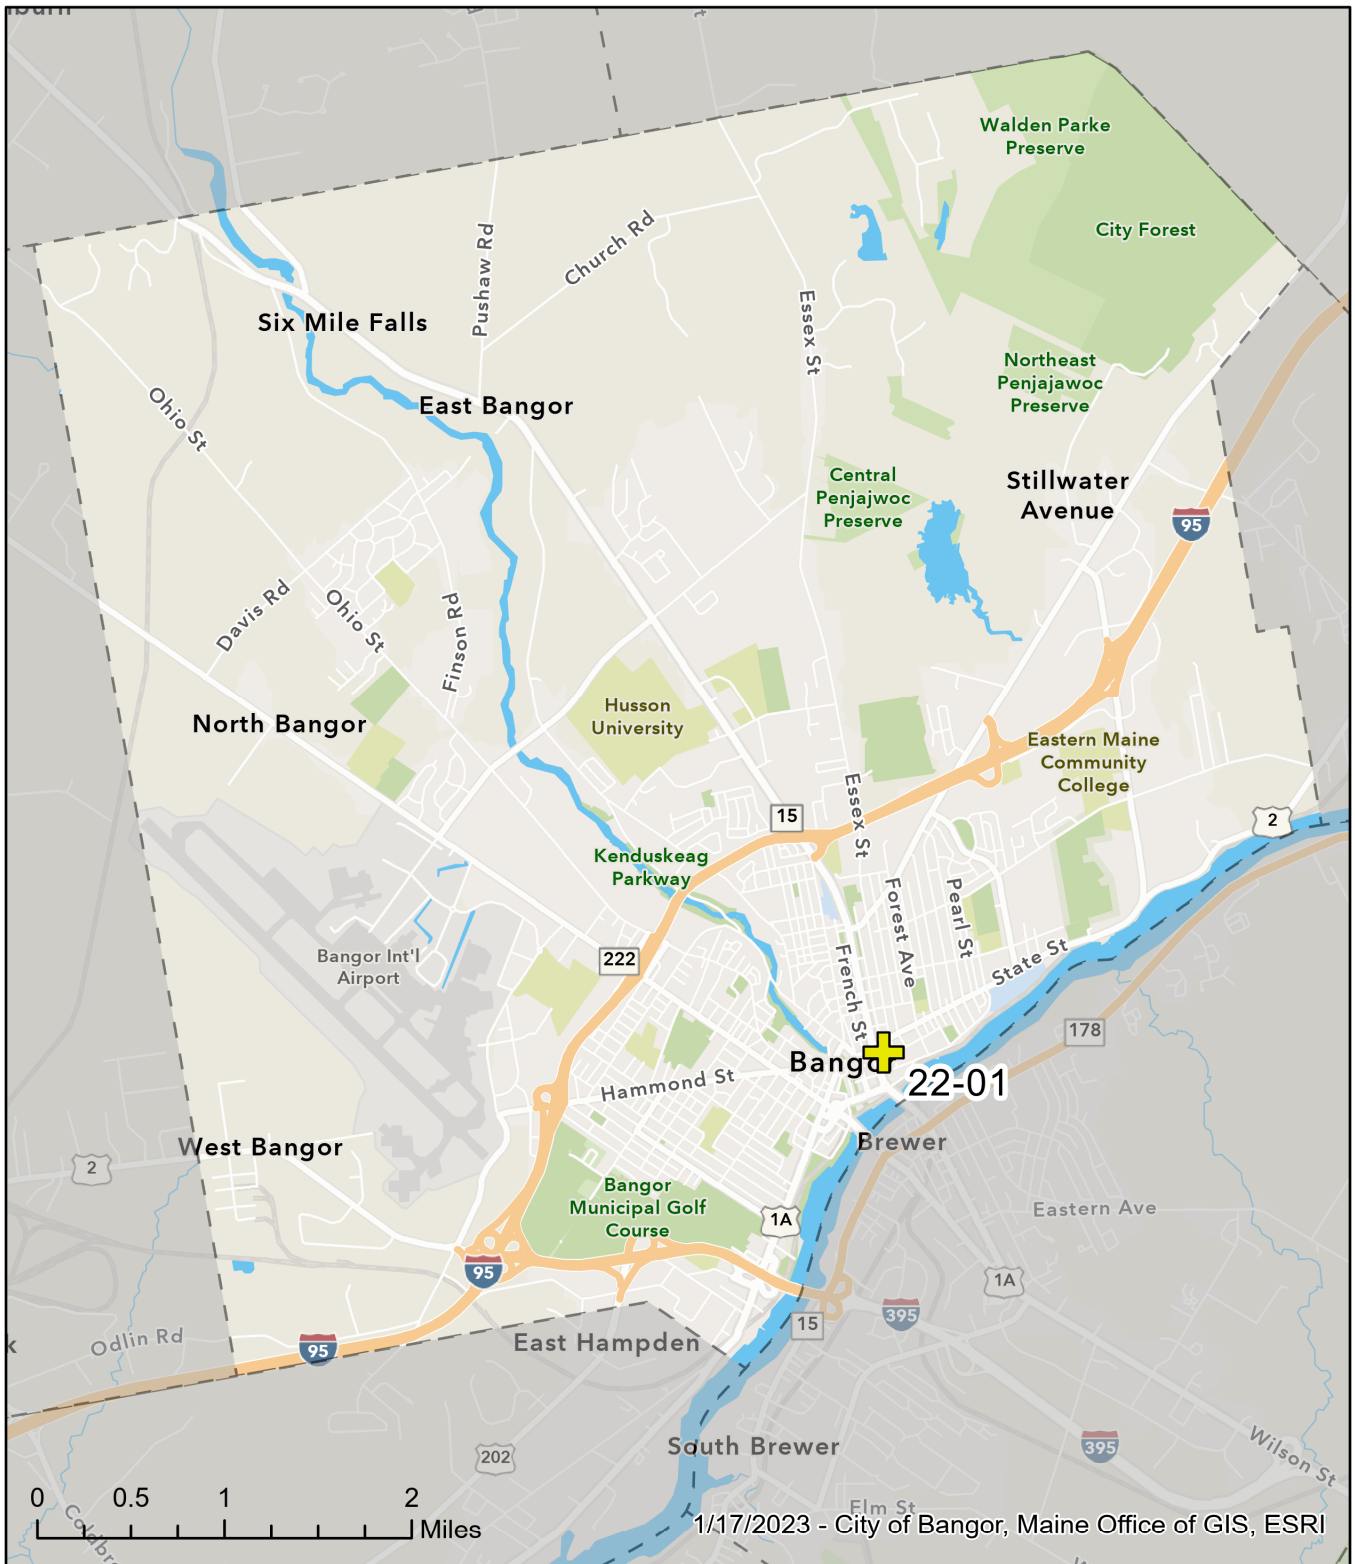 Walden Parke
Preserve
City Forest
Pushaw Rd
Church Rd
Essex St
Six Mile Falls
Northeast
Penjajawoc
Preserve
Ohio St
East Bangor
Central
Penjajwoc
Preserve
Stillwater
Avenue
95
Davis Rd
Ohio St
Finson Rd
Husson
University
North Bangor
Eastern Maine
Community
College
15
Essex St
2
Kenduskeag
Parkway
Forest Ave
Pearl St
Bangor Int'l
Airport
222
French St
State St
178
Bango
22-01
Hammond St
Brewer
West Bangor
2
Bangor
Municipal Golf
Course
1A
Eastern Ave
95
1A
395
15
Odlin Rd
95
East Hampden
South Brewer
202
395
Wilson St
Elm St
0 0.5 1 2
Miles
1/17/2023 - City of Bangor, Maine Office of GIS, ESRI